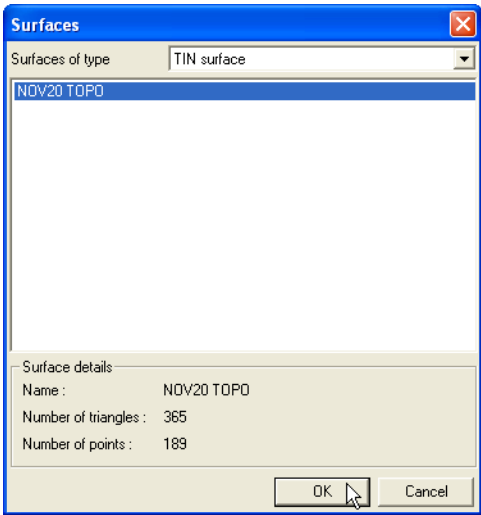 Surfaces
Surfaces of type TIN surface
NOV20 TOPO
Surface details
Name : NOV20 TOPO
Number of triangles : 365
Number of points : 189
OK Cancel